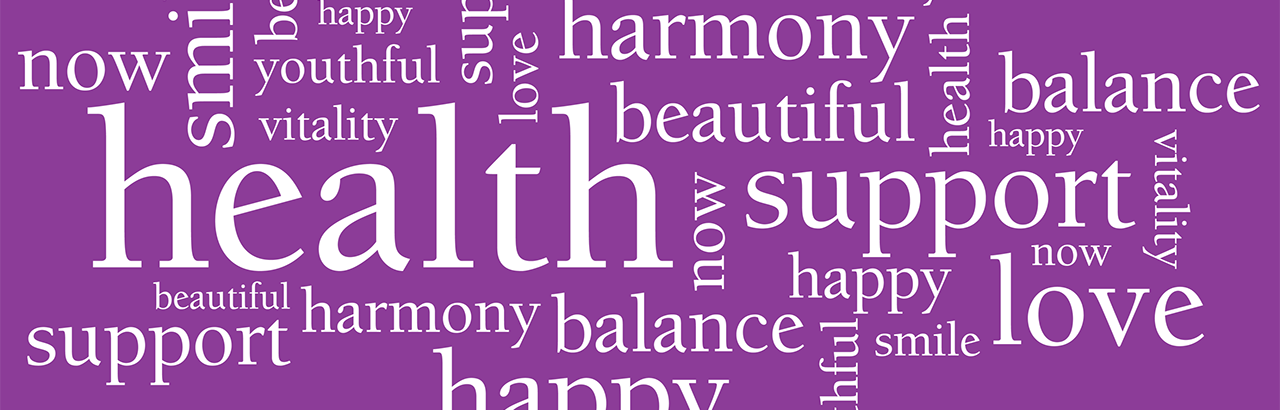 now
smi
be
happy
youthful
vitality
sup
love
harmony
beautiful
health
balance
happy
vitality
health
now
support
now
happy
love
beautiful
harmony
support
balance
smile
thful
happy